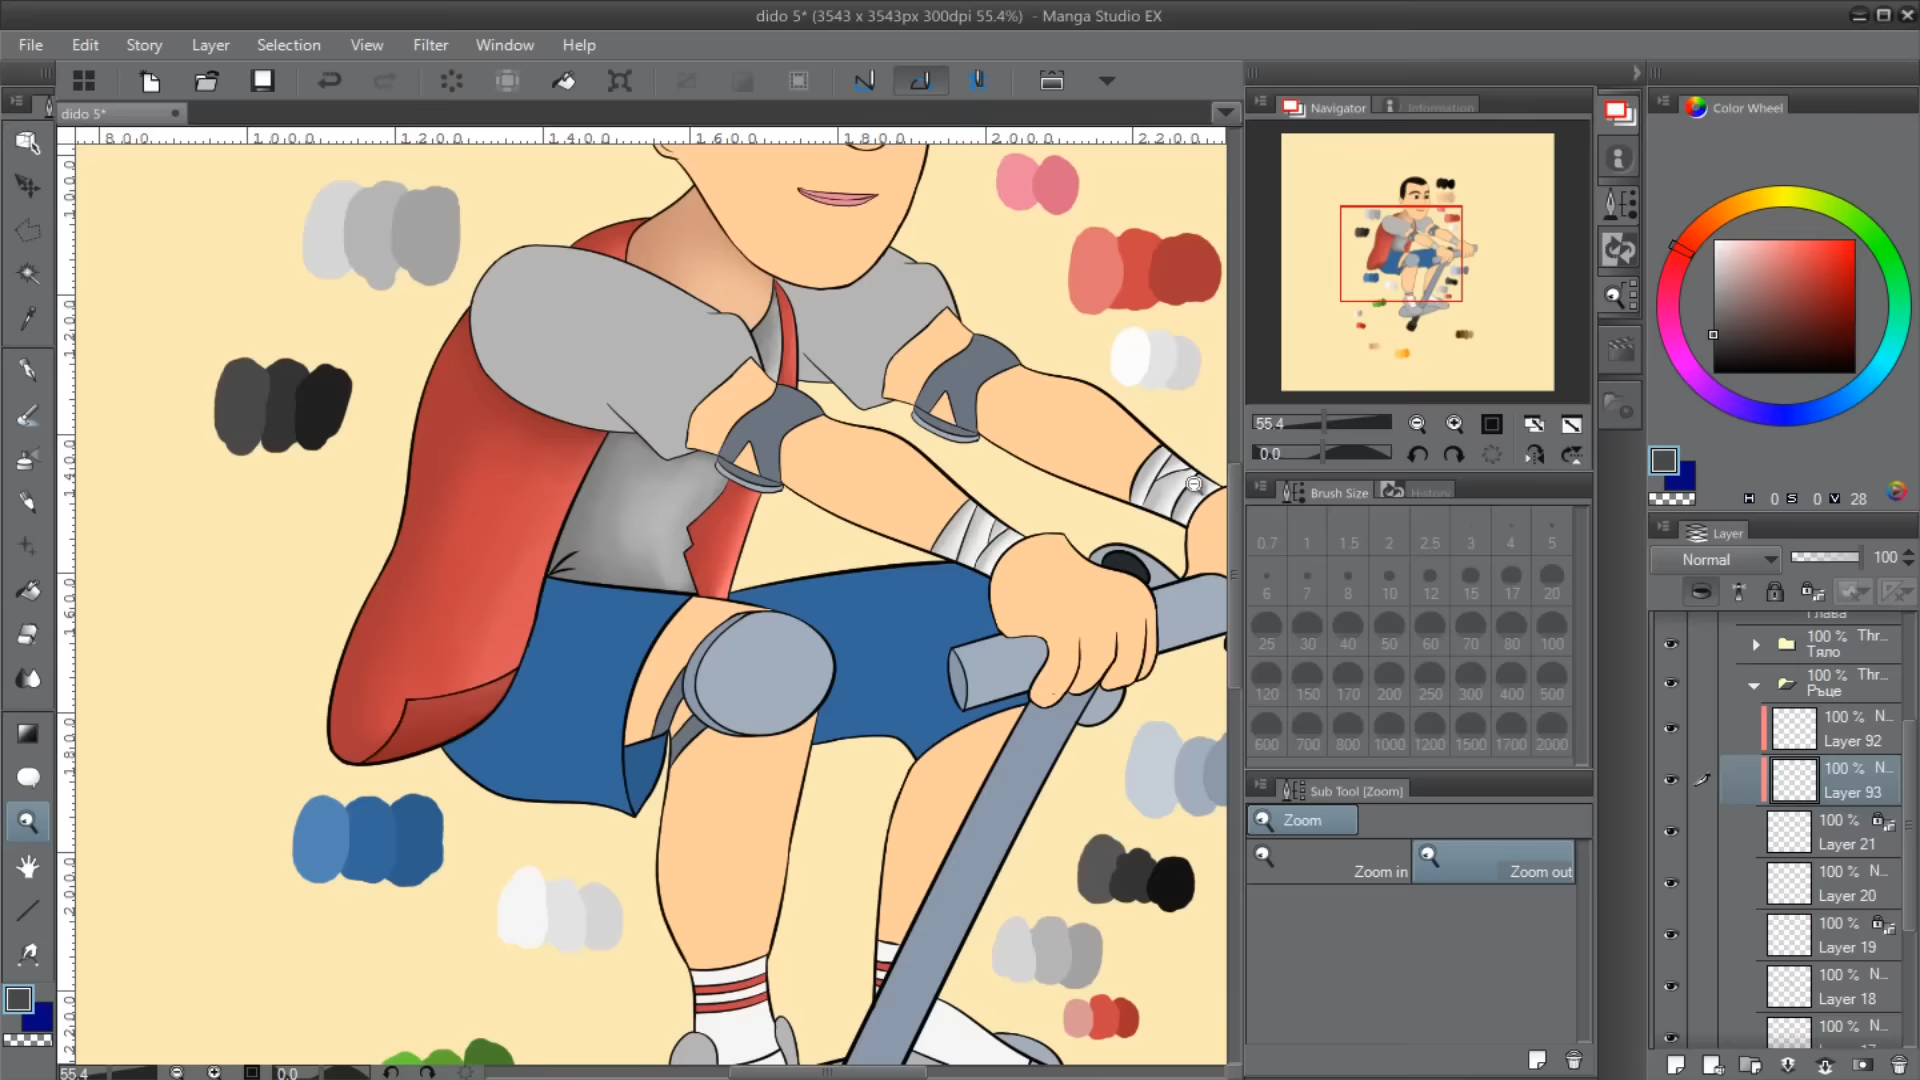 dido 5* (3543 x 3543px 300dpi 55.4%) - Manga Studio EX
File Edit Story Layer Selection View Filter Window Help
dido 5*
Navigator Information
Color Wheel
800 1000 1200 1400 1600 1800 2000 2200
55.4
0.0
H 0 S 0 V 28
Brush Size History
0.7 1 1.5 2 2.5 3 4 5
6 7 8 10 12 15 17 20
25 30 40 50 60 70 80 100
120 150 170 200 250 300 400 500
600 700 800 1000 1200 1500 1700 2000
Layer
Normal 100
Глава
100 % Thr...
Тяло
100 % Thr...
Ръце
100 % N...
Layer 92
100 % N...
Layer 93
100 %
Layer 21
100 % N...
Layer 20
100 %
Layer 19
100 % N...
Layer 18
100 % N...
Sub Tool [Zoom]
Zoom
Zoom in Zoom out
55.4 0.0